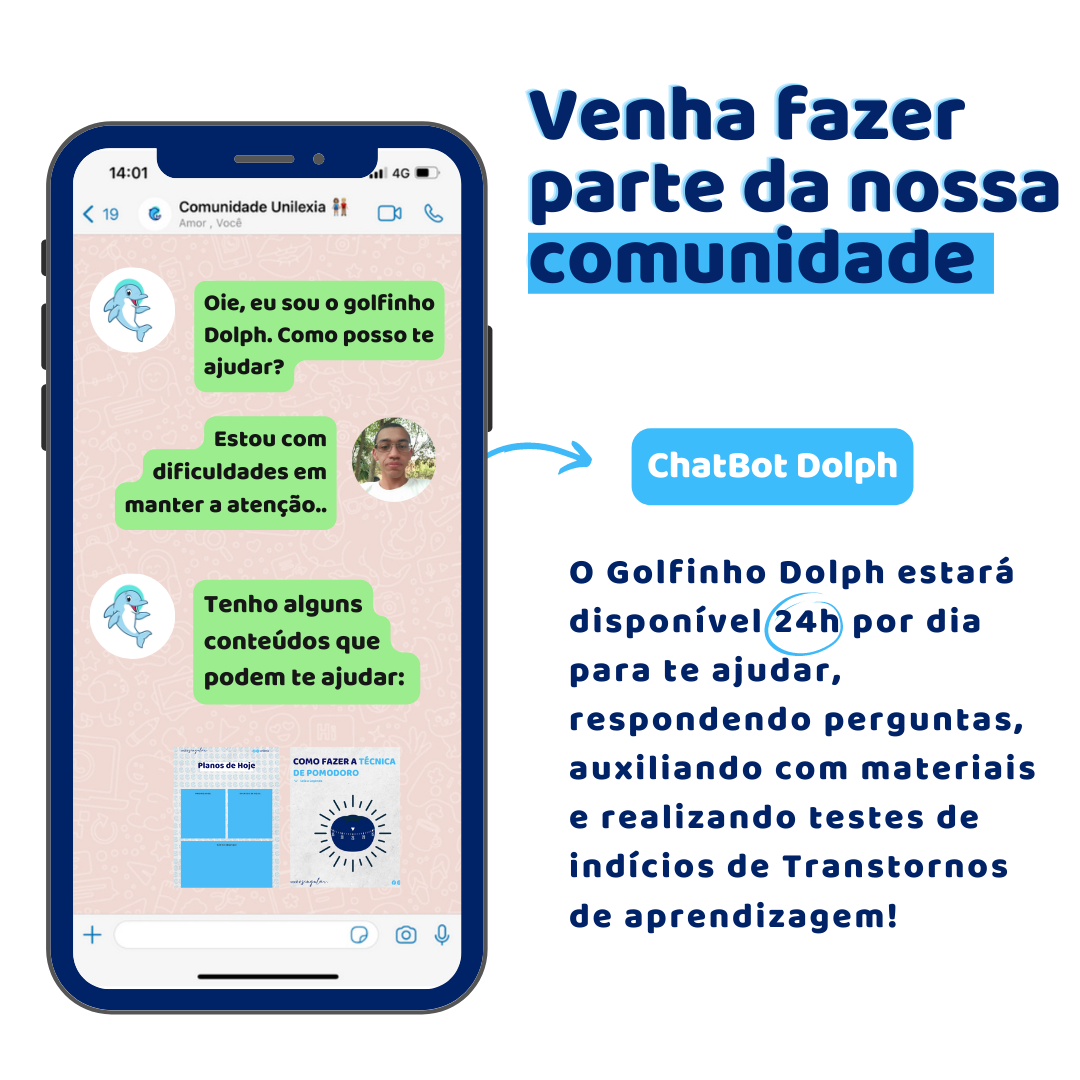 Venha fazer
parte da nossa
comunidade
14:01
4G
19
Comunidade Unilexia
Amor , Você
Oie, eu sou o golfinho
Dolph. Como posso te
ajudar?
Estou com
dificuldades em
manter a atenção..
Tenho alguns
conteúdos que
podem te ajudar:
Planos de Hoje
COMO FAZER A TÉCNICA
DE POMODORO
ChatBot Dolph
O Golfinho Dolph estará
disponível 24h por dia
para te ajudar,
respondendo perguntas,
auxiliando com materiais
e realizando testes de
indícios de Transtornos
de aprendizagem!